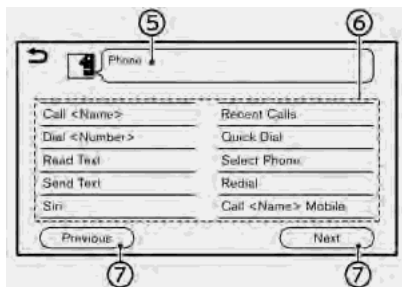 ⑤ ⑥
Phone
Call <Name> Recent Calls
Dial <Number> Quick Dial
Read Text Select Phone
Send Text Redial
Siri Call <Name> Mobile
Previous Next
⑦ ⑦